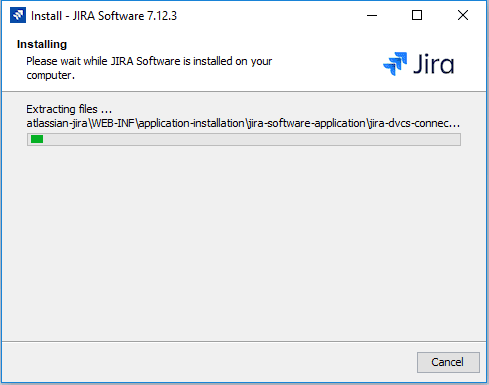 Install - JIRA Software 7.12.3
Installing
Please wait while JIRA Software is installed on your
computer.
Jira
Extracting files ...
atlassian-jira\WEB-INF\application-installation\jira-software-application\jira-dvcs-connec...
Cancel